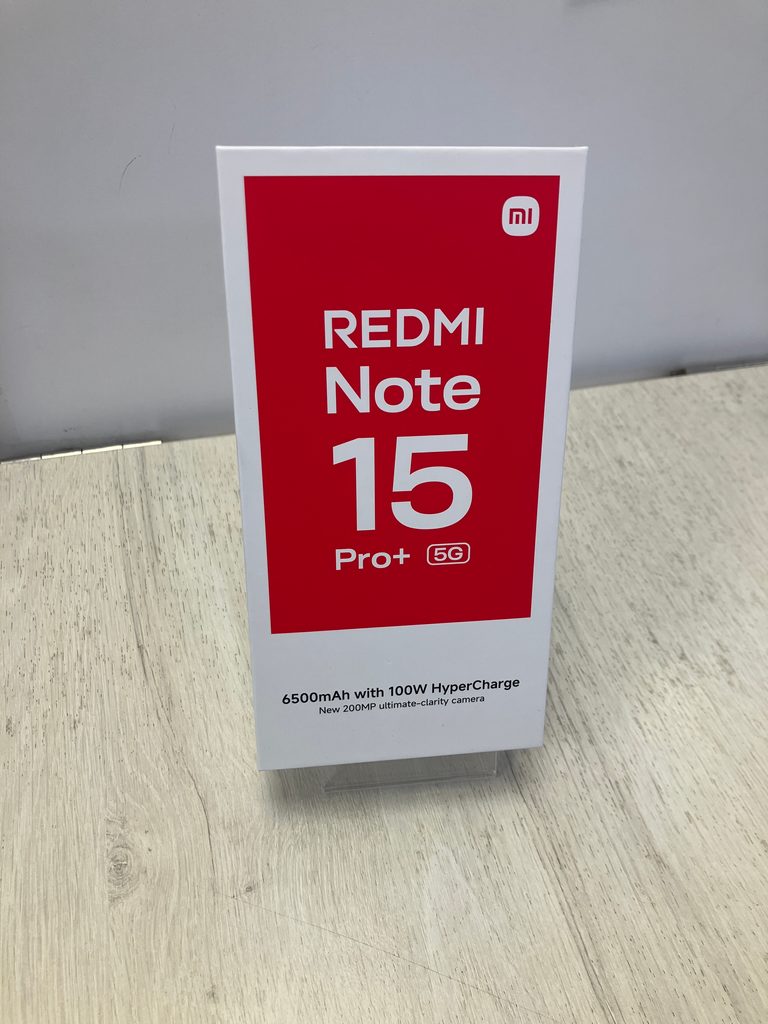 mi
REDMI
Note
15
Pro+ 5G
6500mAh with 100W HyperCharge
New 200MP ultimate-clarity camera